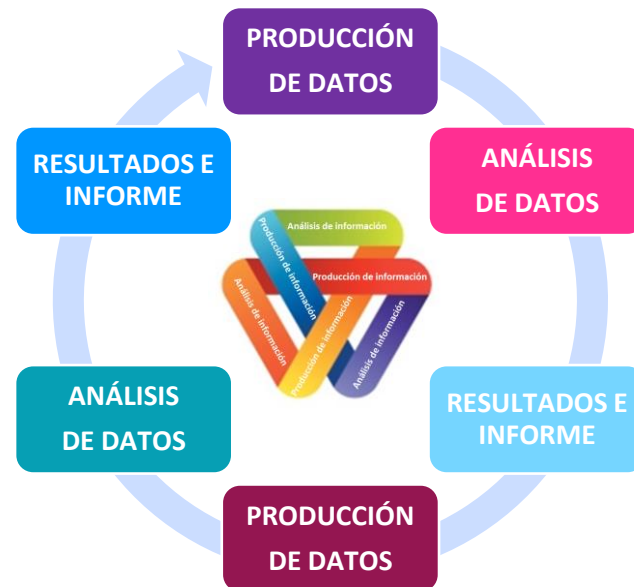 PRODUCCIÓN
DE DATOS
ANÁLISIS
DE DATOS
RESULTADOS E
INFORME
PRODUCCIÓN
DE DATOS
ANÁLISIS
DE DATOS
RESULTADOS E
INFORME
Análisis de información
Producción de información
Producción de información
Análisis de información
Producción de información
Análisis de información